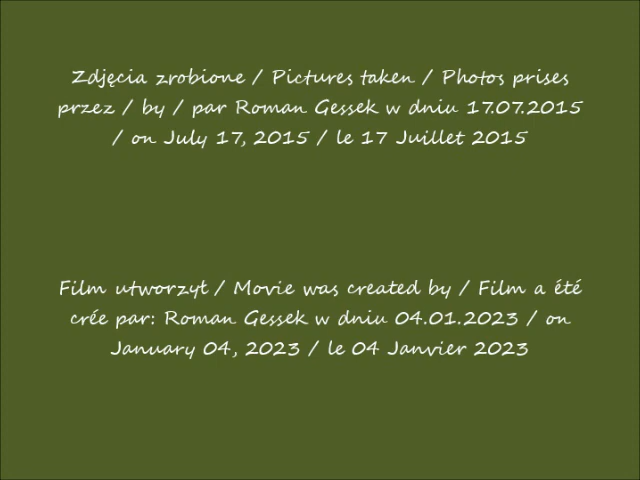 Zdjęcia zrobione / Pictures taken / Photos prises
przez / by / par Roman Gessek w dniu 17.07.2015
/ on July 17, 2015 / le 17 Juillet 2015
Film utworzył / Movie was created by / Film a été
crée par: Roman Gessek w dniu 04.01.2023 / on
January 04, 2023 / le 04 Janvier 2023